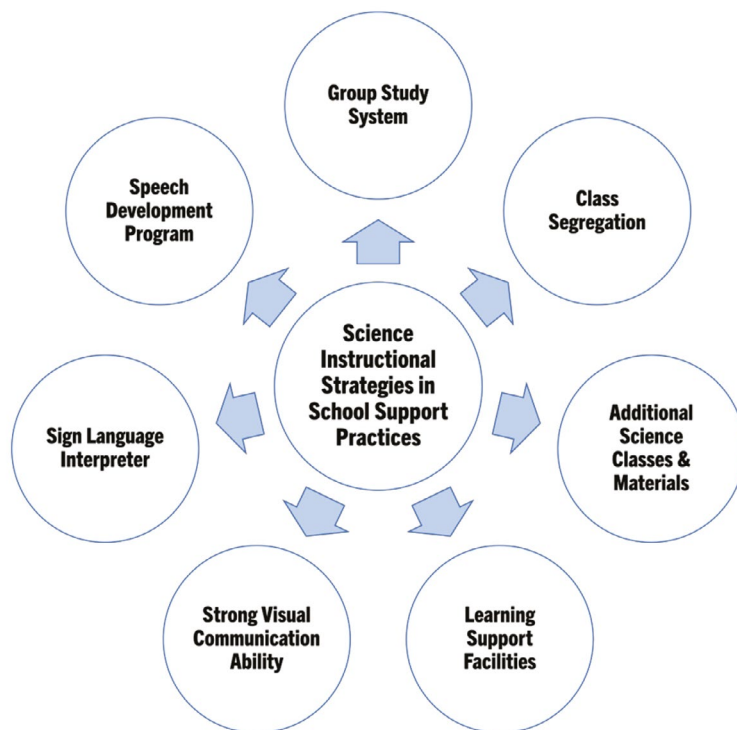 Group Study
System
Class
Segregation
Additional
Science
Classes &
Materials
Learning
Support
Facilities
Strong Visual
Communication
Ability
Sign Language
Interpreter
Speech
Development
Program
Science
Instructional
Strategies in
School Support
Practices